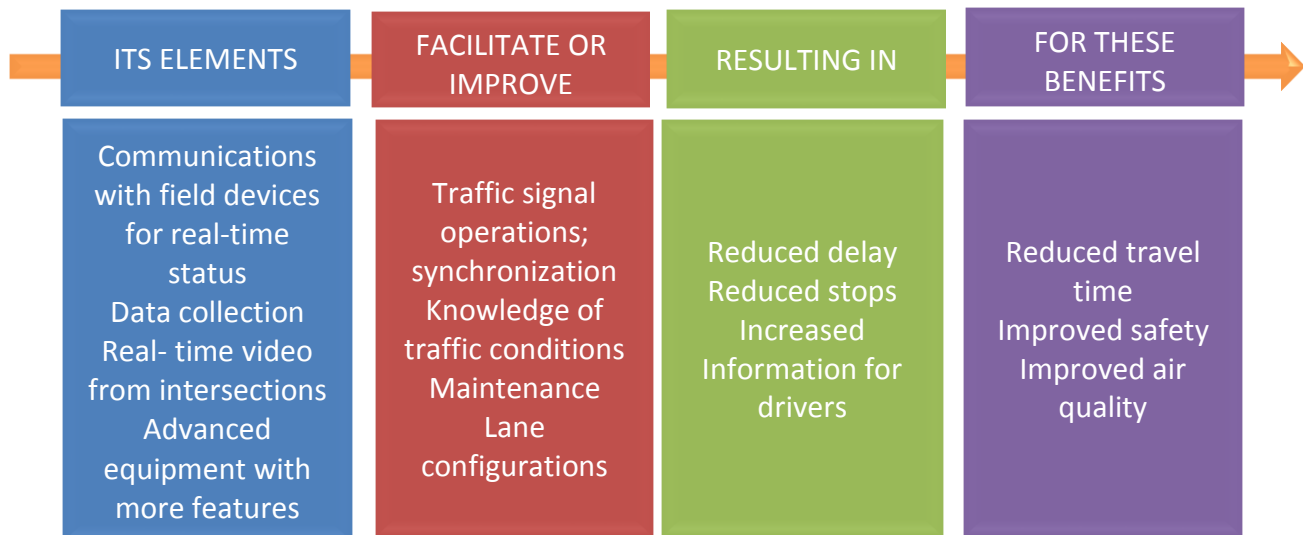 ITS ELEMENTS
Communications
with field devices
for real-time
status
Data collection
Real- time video
from intersections
Advanced
equipment with
more features
FACILITATE OR
IMPROVE
Traffic signal
operations;
synchronization
Knowledge of
traffic conditions
Maintenance
Lane
configurations
RESULTING IN
Reduced delay
Reduced stops
Increased
Information for
drivers
FOR THESE
BENEFITS
Reduced travel
time
Improved safety
Improved air
quality